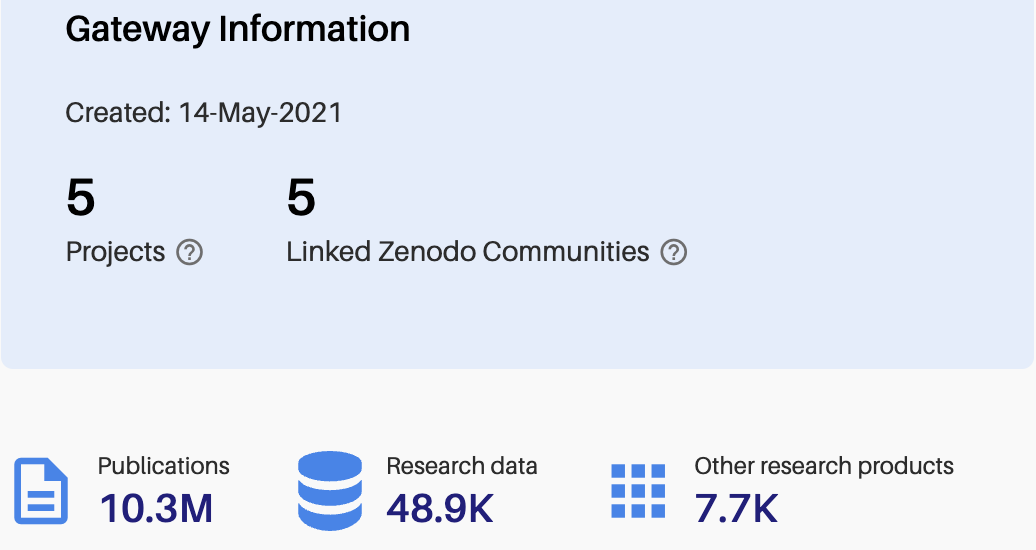 Gateway Information
Created: 14-May-2021
5 5
Projects ? Linked Zenodo Communities ?
Publications Research data Other research products
10.3M 48.9K 7.7K